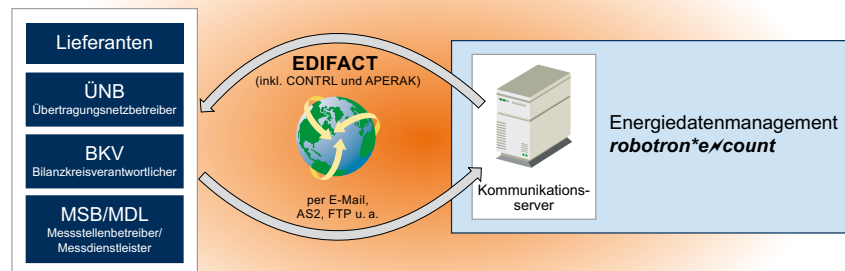 Lieferanten
ÜNB
Übertragungsnetzbetreiber
BKV
Bilanzkreisverantwortlicher
MSB/MDL
Messstellenbetreiber/
Messdienstleister
EDIFACT
(inkl. CONTRL und APERAK)
per E-Mail,
AS2, FTP u. a.
Kommunikations-
server
Energiedatenmanagement
robotron*e/count